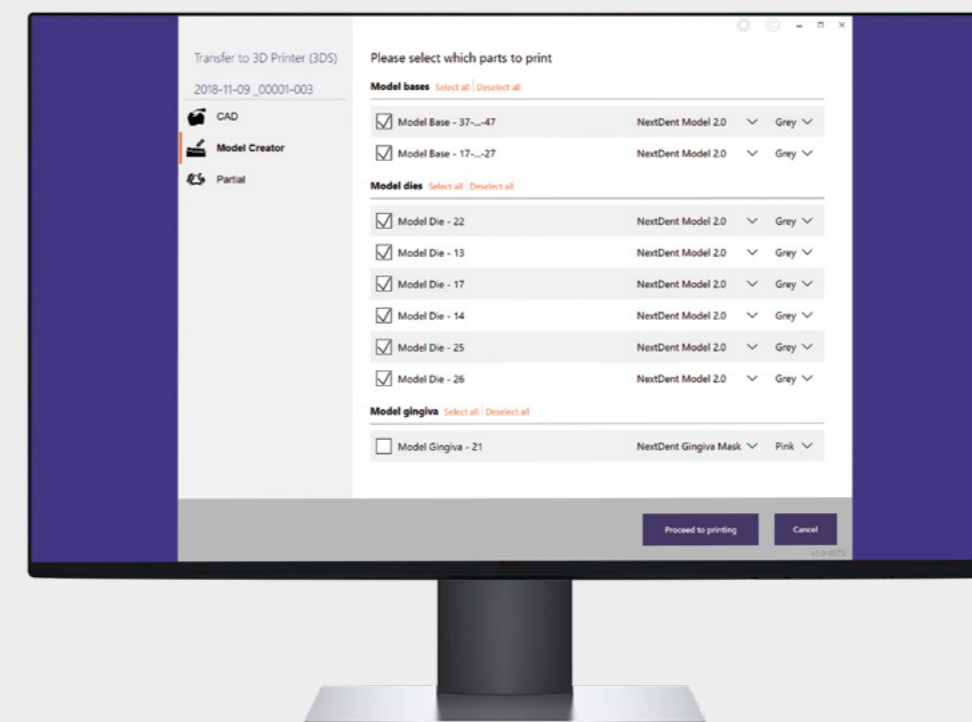 Transfer to 3D Printer (3DS)
2018-11-09 _00001-003
CAD
Model Creator
Partial
Please select which parts to print
Model bases Select all | Deselect all
Model Base - 37-...-47 NextDent Model 2.0 Grey
Model Base - 17-...-27 NextDent Model 2.0 Grey
Model dies Select all | Deselect all
Model Die - 22 NextDent Model 2.0 Grey
Model Die - 13 NextDent Model 2.0 Grey
Model Die - 17 NextDent Model 2.0 Grey
Model Die - 14 NextDent Model 2.0 Grey
Model Die - 25 NextDent Model 2.0 Grey
Model Die - 26 NextDent Model 2.0 Grey
Model gingiva Select all | Deselect all
Model Gingiva - 21 NextDent Gingiva Mask Pink
Proceed to printing Cancel